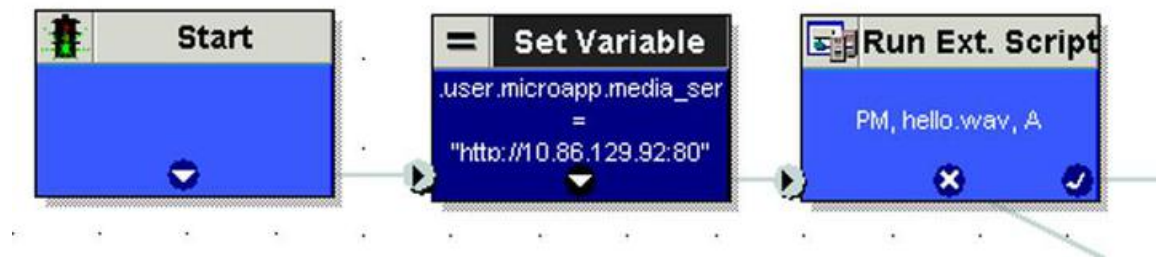 Start
Set Variable
.user.microapp.media_ser
=
"http://10.86.129.92:80"
Run Ext. Script
PM, hello.wav, A